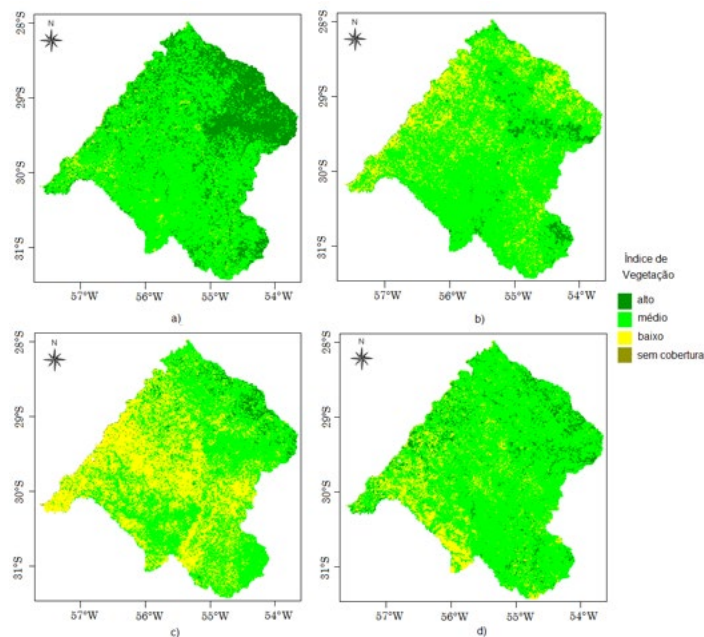 N
28°S
29°S
30°S
31°S
57°W 56°W 55°W 54°W
a)
N
28°S
29°S
30°S
31°S
57°W 56°W 55°W 54°W
b)
Índice de
Vegetação
alto
médio
baixo
sem cobertura
N
28°S
29°S
30°S
31°S
57°W 56°W 55°W 54°W
c)
N
28°S
29°S
30°S
31°S
57°W 56°W 55°W 54°W
d)